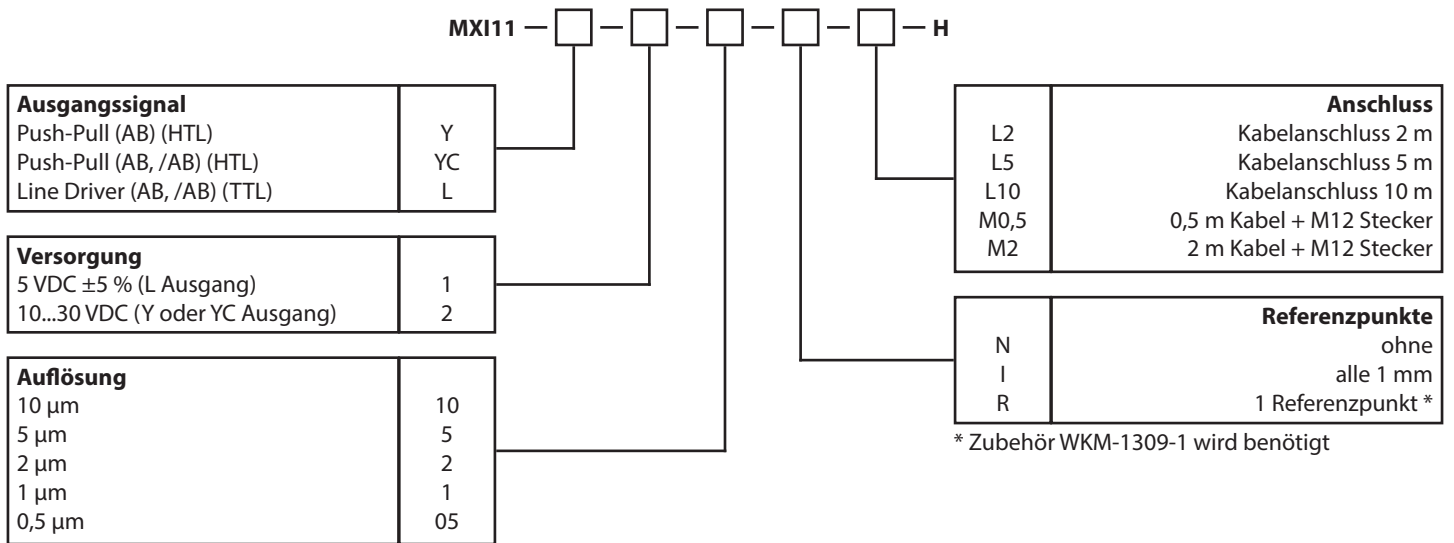 MXI11 — □ — □ — □ — □ — □ — H
Ausgangssignal
Push-Pull (AB) (HTL) Y
Push-Pull (AB, /AB) (HTL) YC
Line Driver (AB, /AB) (TTL) L
Versorgung
5 VDC ±5 % (L Ausgang) 1
10...30 VDC (Y oder YC Ausgang) 2
Auflösung
10 µm 10
5 µm 5
2 µm 2
1 µm 1
0,5 µm 05
Anschluss
L2 Kabelanschluss 2 m
L5 Kabelanschluss 5 m
L10 Kabelanschluss 10 m
M0,5 0,5 m Kabel + M12 Stecker
M2 2 m Kabel + M12 Stecker
Referenzpunkte
N ohne
I alle 1 mm
R 1 Referenzpunkt *
* Zubehör WKM-1309-1 wird benötigt